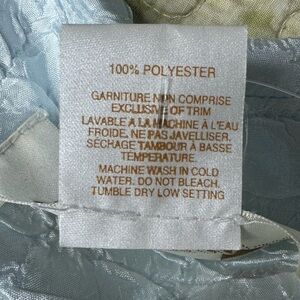 100% POLYESTER
GARNITURE NON COMPRISE
EXCLUSIVE OF TRIM
LAVABLE A LA MACHINE À L'EAU
FROIDE. NE PAS JAVELLISER.
SECHAGE TAMBOUR À BASSE
TEMPERATURE.
MACHINE WASH IN COLD
WATER. DO NOT BLEACH.
TUMBLE DRY LOW SETTING